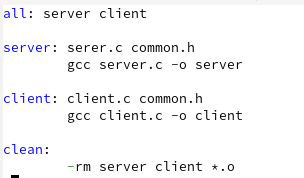 all: server client
server: serer.c common.h
gcc server.c -o server
client: client.c common.h
gcc client.c -o client
clean:
-rm server client *.o